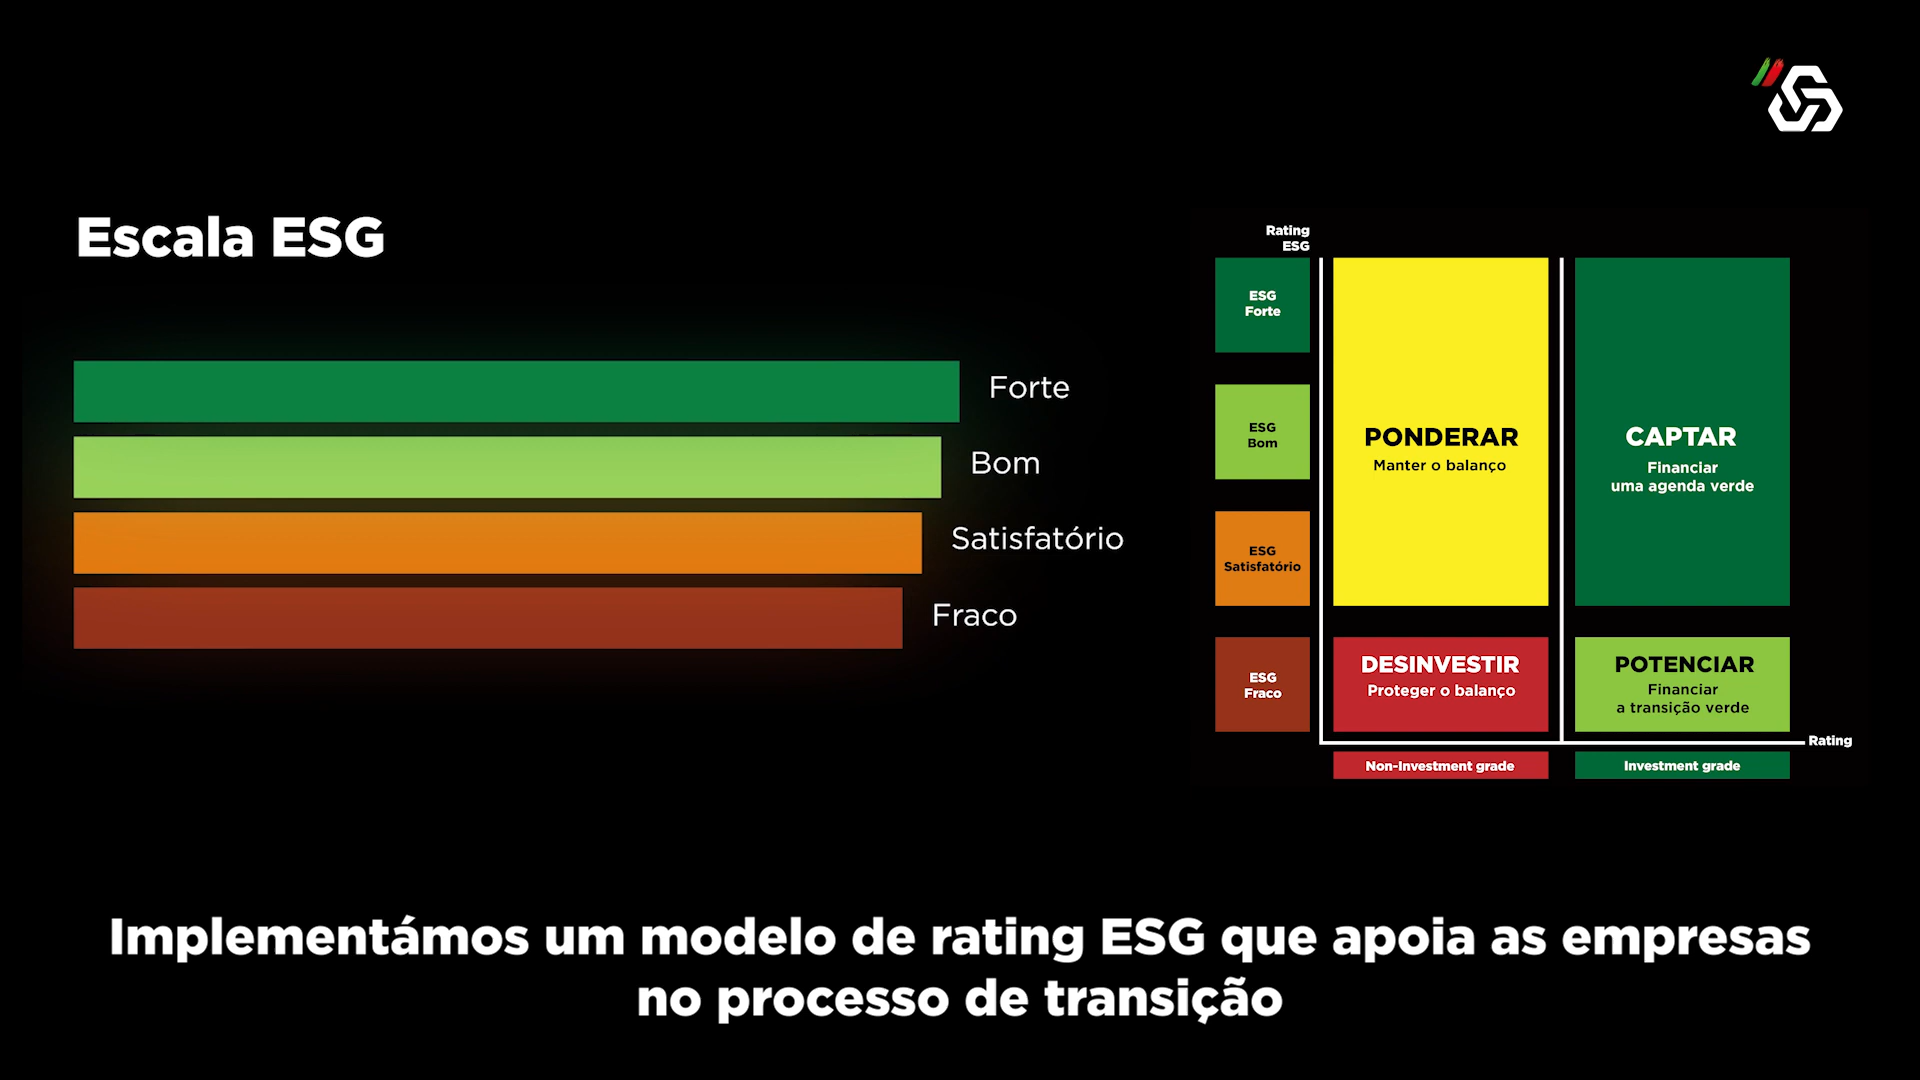 Escala ESG
Forte
Bom
Satisfatório
Fraco
Rating
ESG
ESG
Forte
ESG
Bom
ESG
Satisfatório
ESG
Fraco
PONDERAR
Manter o balanço
CAPTAR
Financiar
uma agenda verde
DESINVESTIR
Proteger o balanço
POTENCIAR
Financiar
a transição verde
Rating
Non-Investment grade
Investment grade
Implementámos um modelo de rating ESG que apoia as empresas
no processo de transição